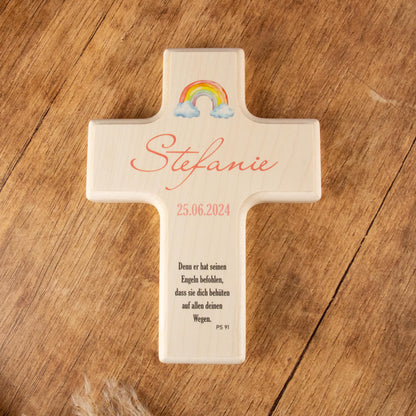 Stefanie
25.06.2024
Denn er hat seinen
Engeln befohlen,
dass sie dich behüten
auf allen deinen
Wegen.
PS 91